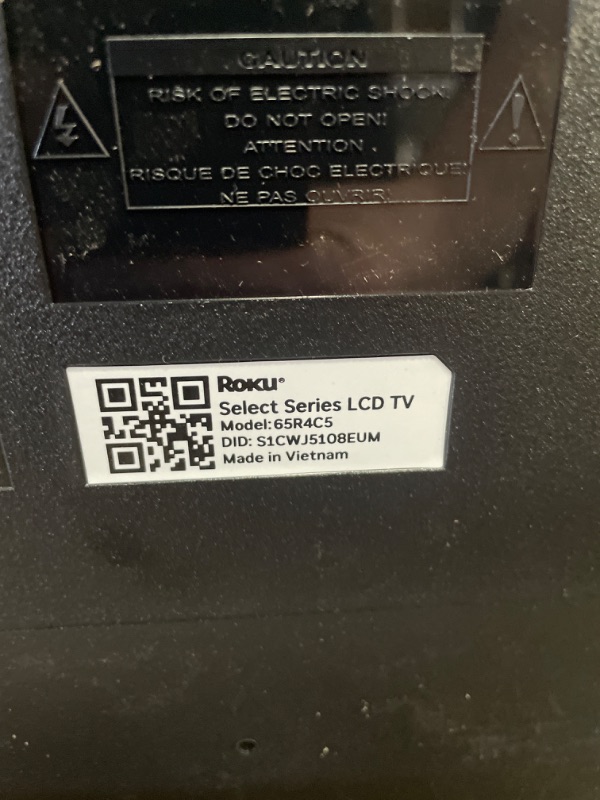 CAUTION
RISK OF ELECTRIC SHOCK
DO NOT OPEN!
ATTTENTION
RISQUE DE CHOC ELECTRIQUE!
NE PAS OUVRIR
Roku®
Select Series LCD TV
Model:65R4C5
DID: S1CWJ5108EUM
Made in Vietnam